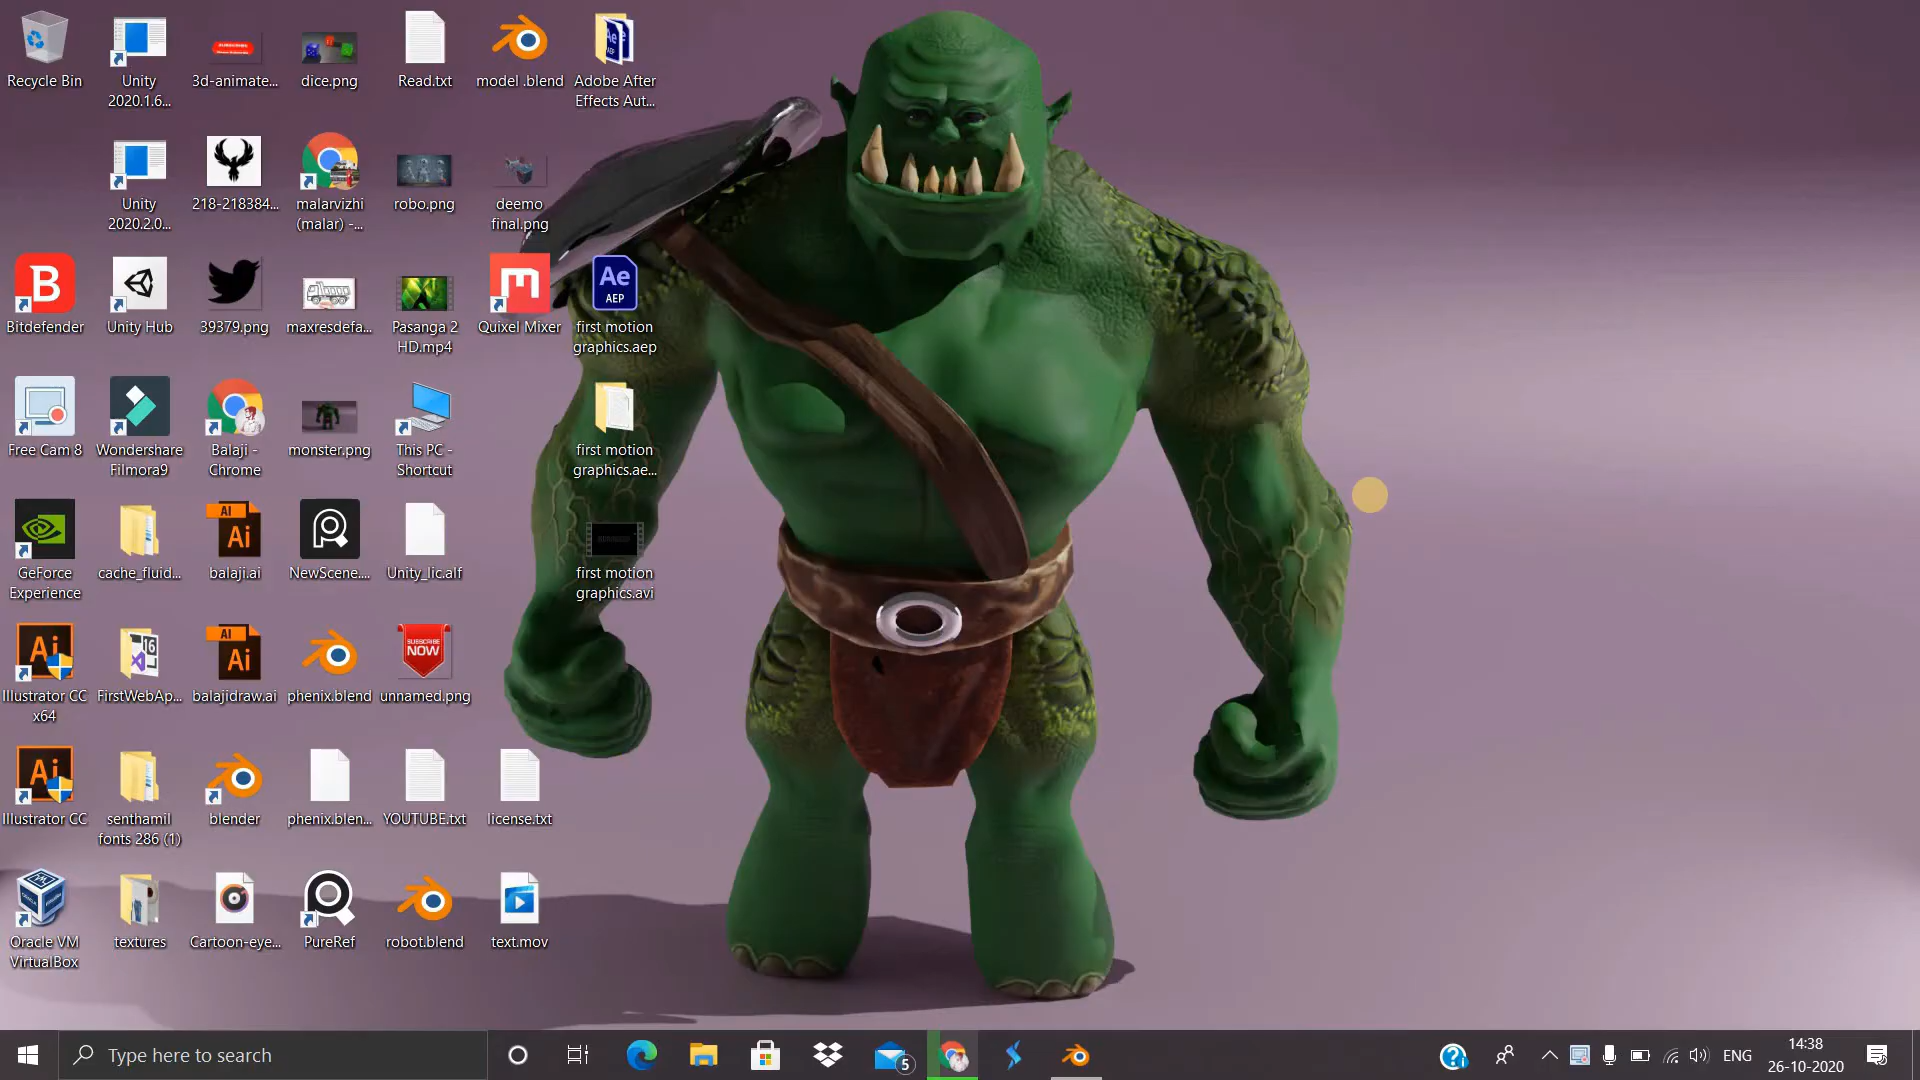 Recycle Bin
Unity
2020.1.6...
3d-animate...
dice.png
Read.txt
model .blend
Adobe After
Effects Aut...
Unity
2020.2.0...
218-218384...
malarvizhi
(malar) -...
robo.png
deemo
final.png
Bitdefender
Unity Hub
39379.png
maxresdefa...
Pasanga 2
HD.mp4
Quixel Mixer
Ae
AEP
first motion
graphics.aep
Free Cam 8
Wondershare
Filmora9
Balaji -
Chrome
monster.png
This PC -
Shortcut
first motion
graphics.ae...
GeForce
Experience
cache_fluid...
AI
Ai
balaji.ai
NewScene....
Unity_lic.alf
first motion
graphics.avi
Ai
Illustrator CC
x64
16
FirstWebAp...
AI
Ai
balajidraw.ai
phenix.blend
SUBSCRIBE
NOW
unnamed.png
Ai
Illustrator CC
senthamil
fonts 286 (1)
blender
phenix.blen...
YOUTUBE.txt
license.txt
Oracle VM
VirtualBox
textures
Cartoon-eye...
PureRef
robot.blend
text.mov
Type here to search
5
ENG
14:38
26-10-2020